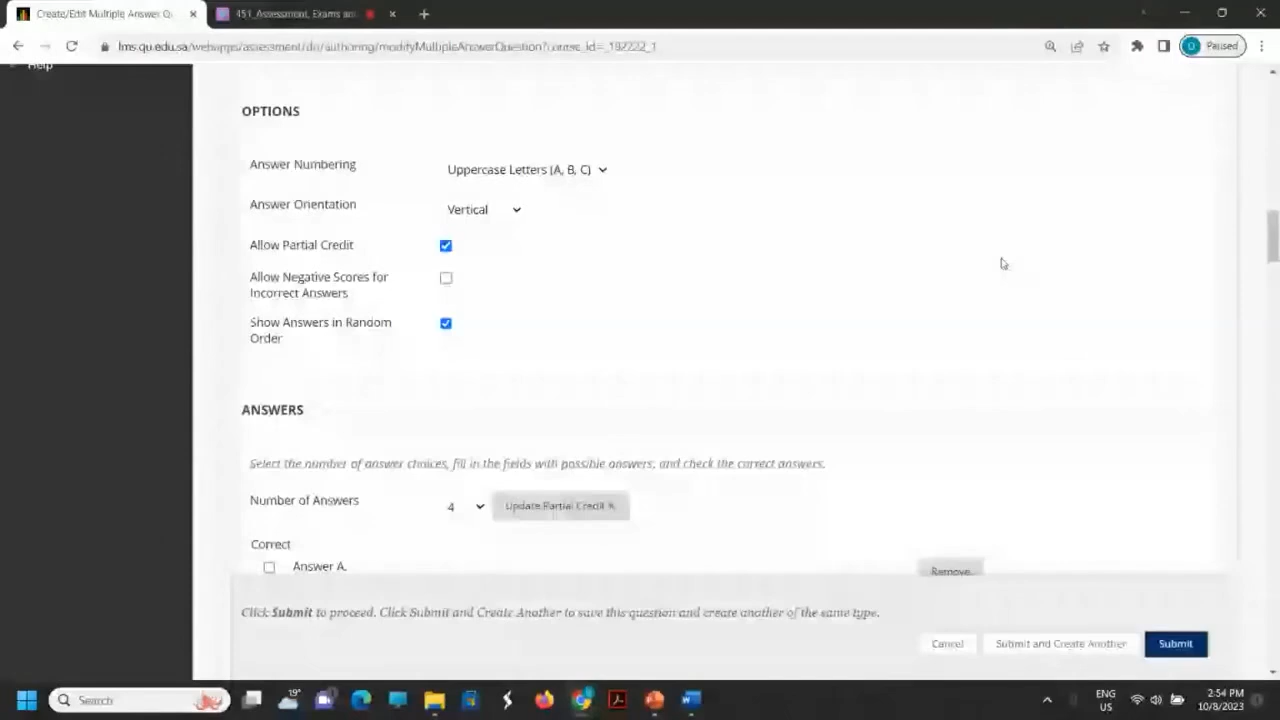 Create/Edit Multiple Answer Q
451_Assessment, Exams an
lms.qu.edu.sa/webapps/assessment/do/authoring/modifyMultipleAnswerQuestion?course_id=_192222_1
Paused
Help
OPTIONS
Answer Numbering
Uppercase Letters (A, B, C)
Answer Orientation
Vertical
Allow Partial Credit
Allow Negative Scores for
Incorrect Answers
Show Answers in Random
Order
ANSWERS
Select the number of answer choices, fill in the fields with possible answers, and check the correct answers.
Number of Answers
4
Update Partial Credit %
Correct
Answer A.
Remove
Click Submit to proceed. Click Submit and Create Another to save this question and create another of the same type.
Cancel
Submit and Create Another
Submit
Search
19°
ENG
US
2:54 PM
10/8/2023